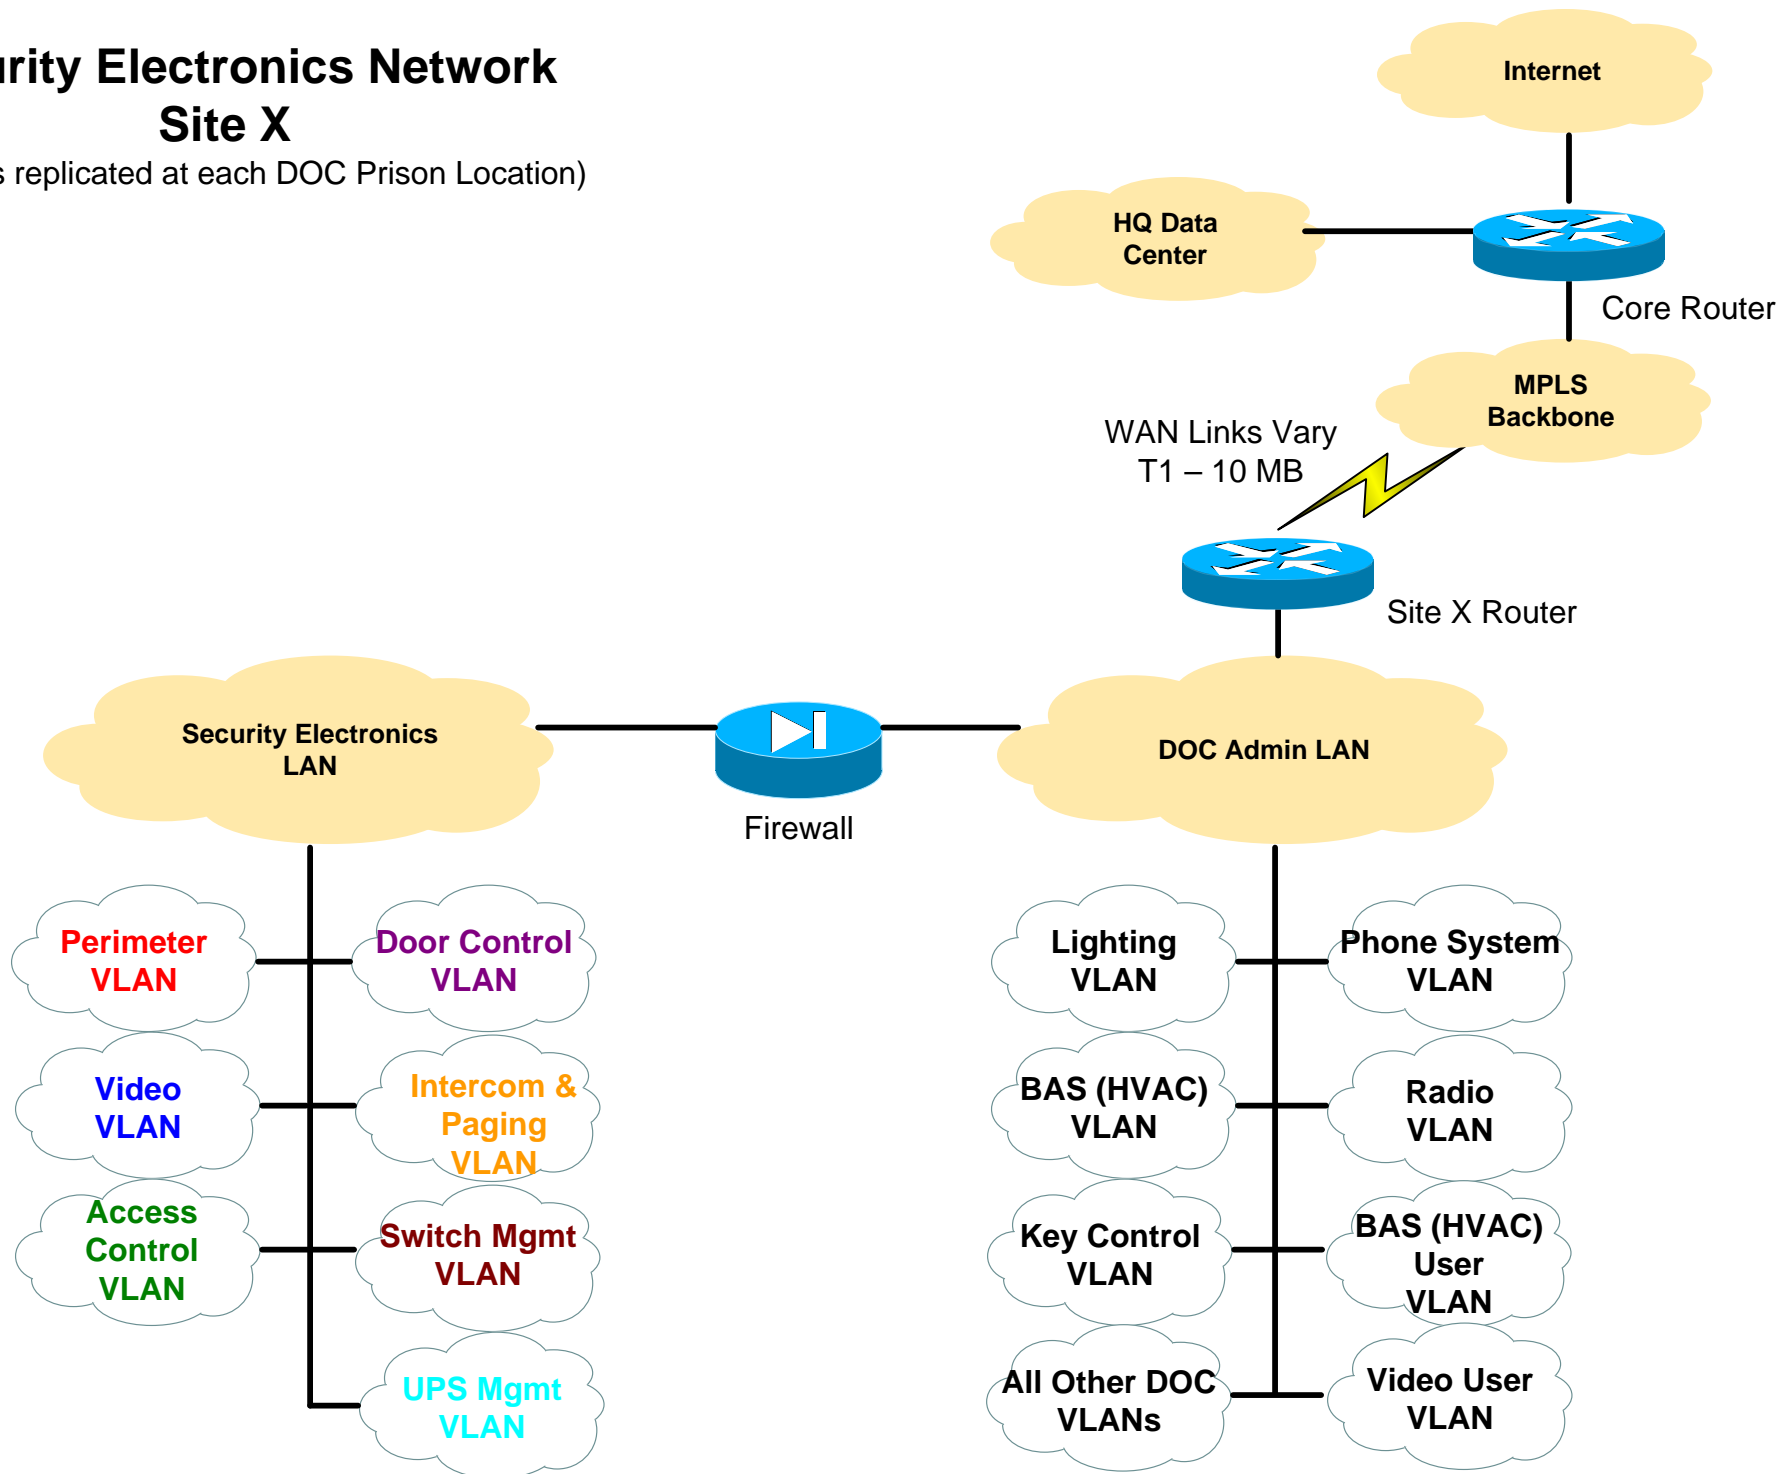 urity Electronics Network
Site X
s replicated at each DOC Prison Location)
Internet
HQ Data
Center
Core Router
MPLS
Backbone
WAN Links Vary
T1 – 10 MB
Site X Router
Security Electronics
LAN
Firewall
DOC Admin LAN
Perimeter
VLAN
Door Control
VLAN
Video
VLAN
Intercom &
Paging
VLAN
Access
Control
VLAN
Switch Mgmt
VLAN
UPS Mgmt
VLAN
Lighting
VLAN
Phone System
VLAN
BAS (HVAC)
VLAN
Radio
VLAN
Key Control
VLAN
BAS (HVAC)
User
VLAN
All Other DOC
VLANs
Video User
VLAN